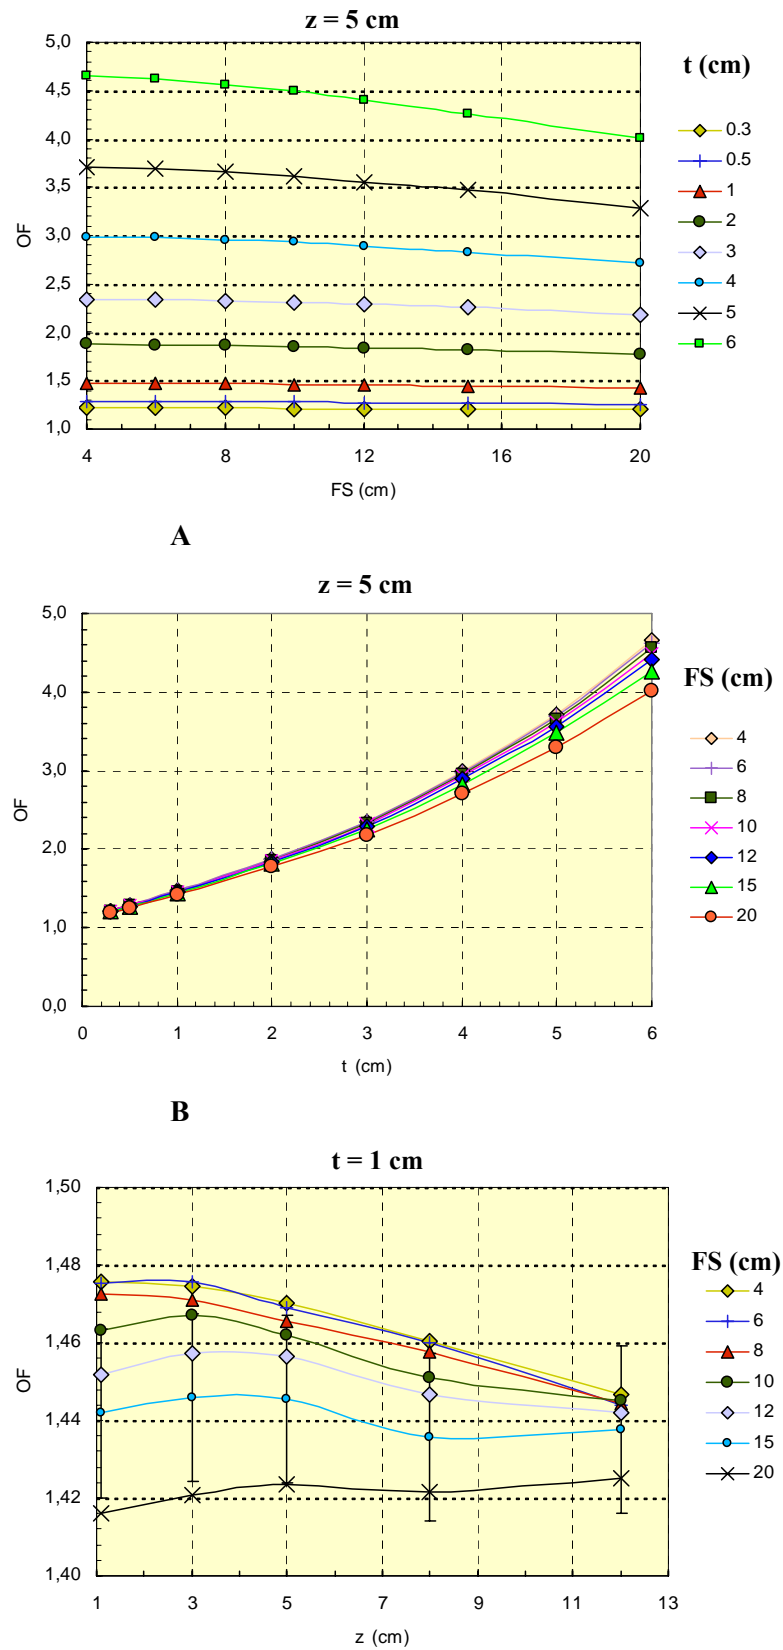 z = 5 cm
5,0
4,5
4,0
3,5
3,0
2,5
2,0
1,5
1,0
OF
4 8 12 16 20
FS (cm)
t (cm)
0.3
0.5
1
2
3
4
5
6
A
z = 5 cm
5,0
4,0
3,0
2,0
1,0
0,0
OF
0 1 2 3 4 5 6
t (cm)
FS (cm)
4
6
8
10
12
15
20
B
t = 1 cm
1,50
1,48
1,46
1,44
1,42
1,40
OF
1 3 5 7 9 11 13
z (cm)
FS (cm)
4
6
8
10
12
15
20